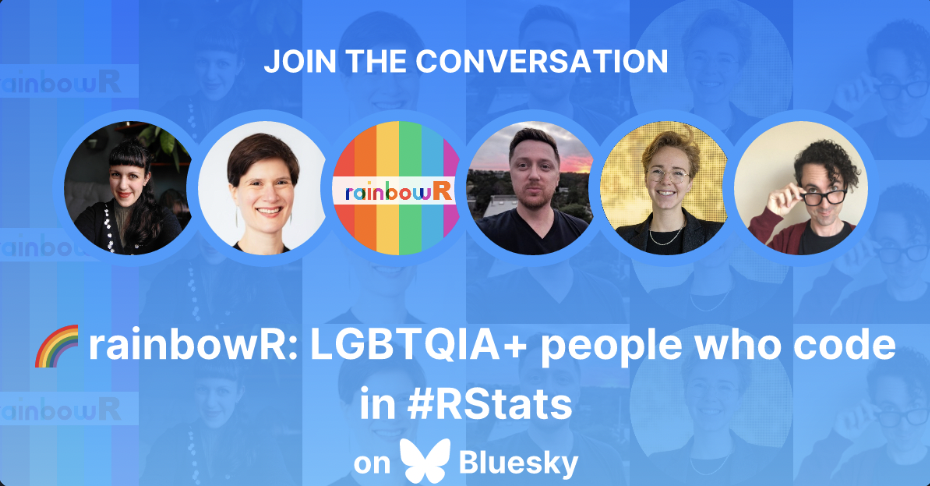 JOIN THE CONVERSATION
rainbowR
🌈 rainbowR: LGBTQIA+ people who code
in #RStats
on Bluesky